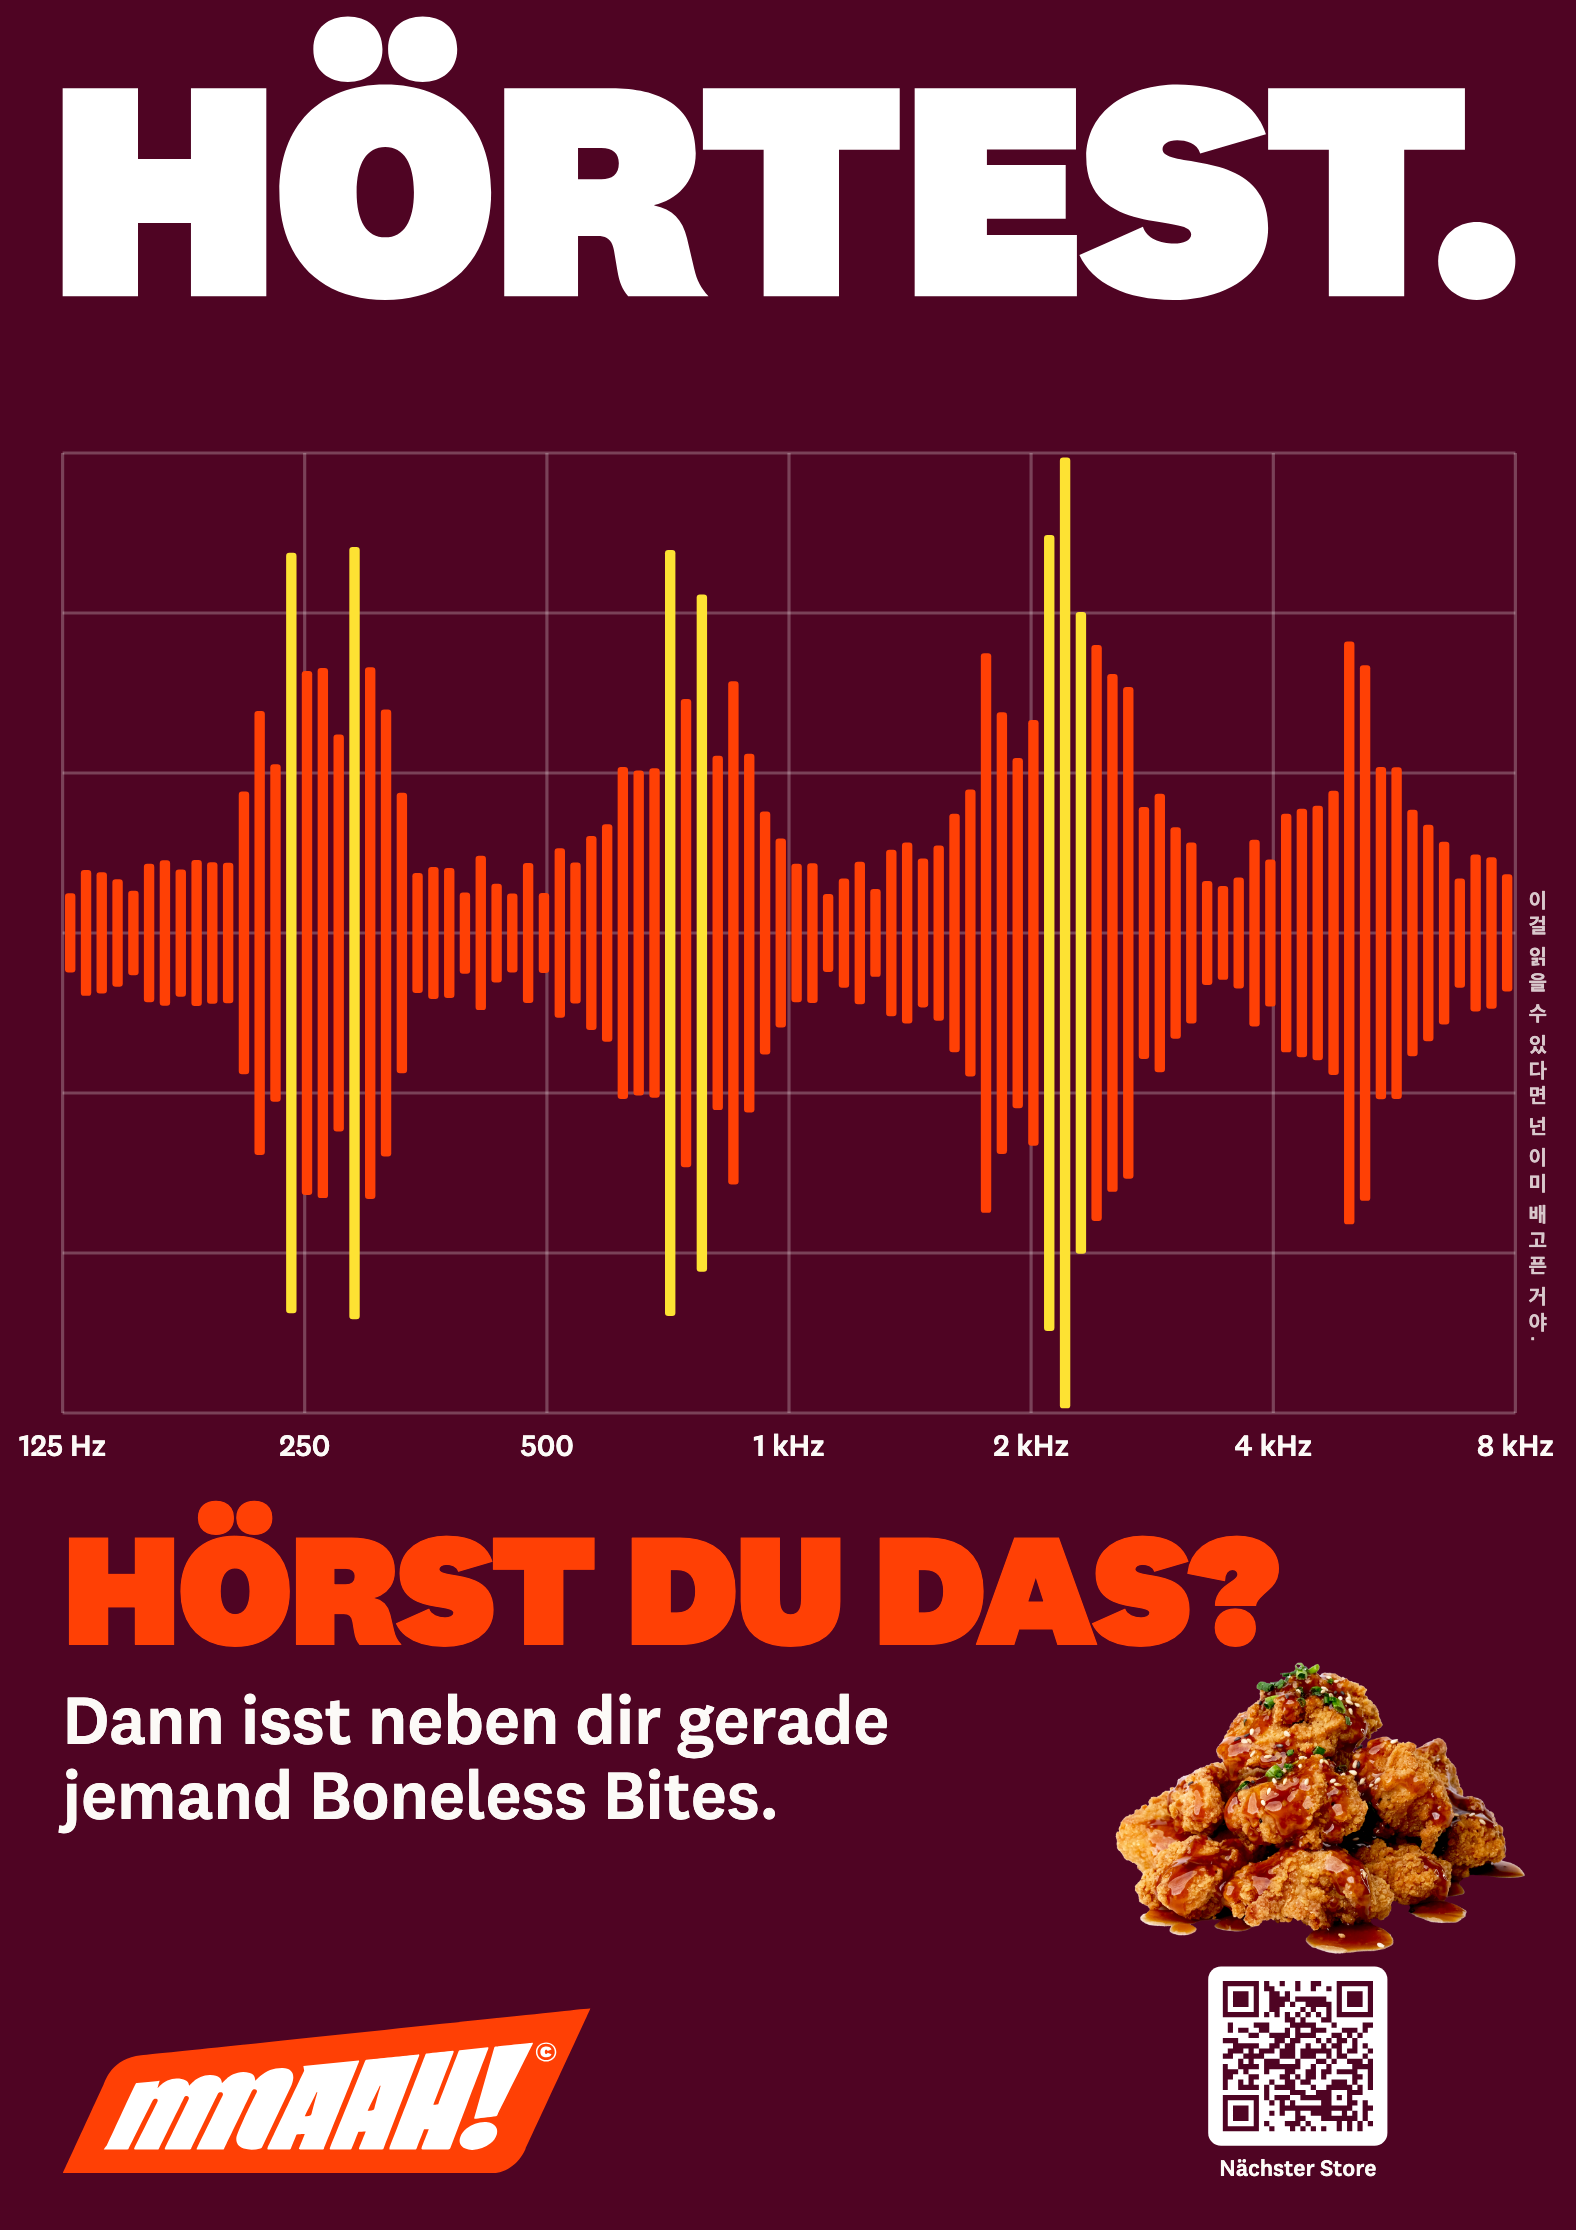 HÖRTEST.
이걸 읽을 수 있다면 넌 이미 배고픈 거야.
125 Hz 250 500 1 kHz 2 kHz 4 kHz 8 kHz
HÖRST DU DAS?
Dann isst neben dir gerade
jemand Boneless Bites.
mmAAH! ©
Nächster Store